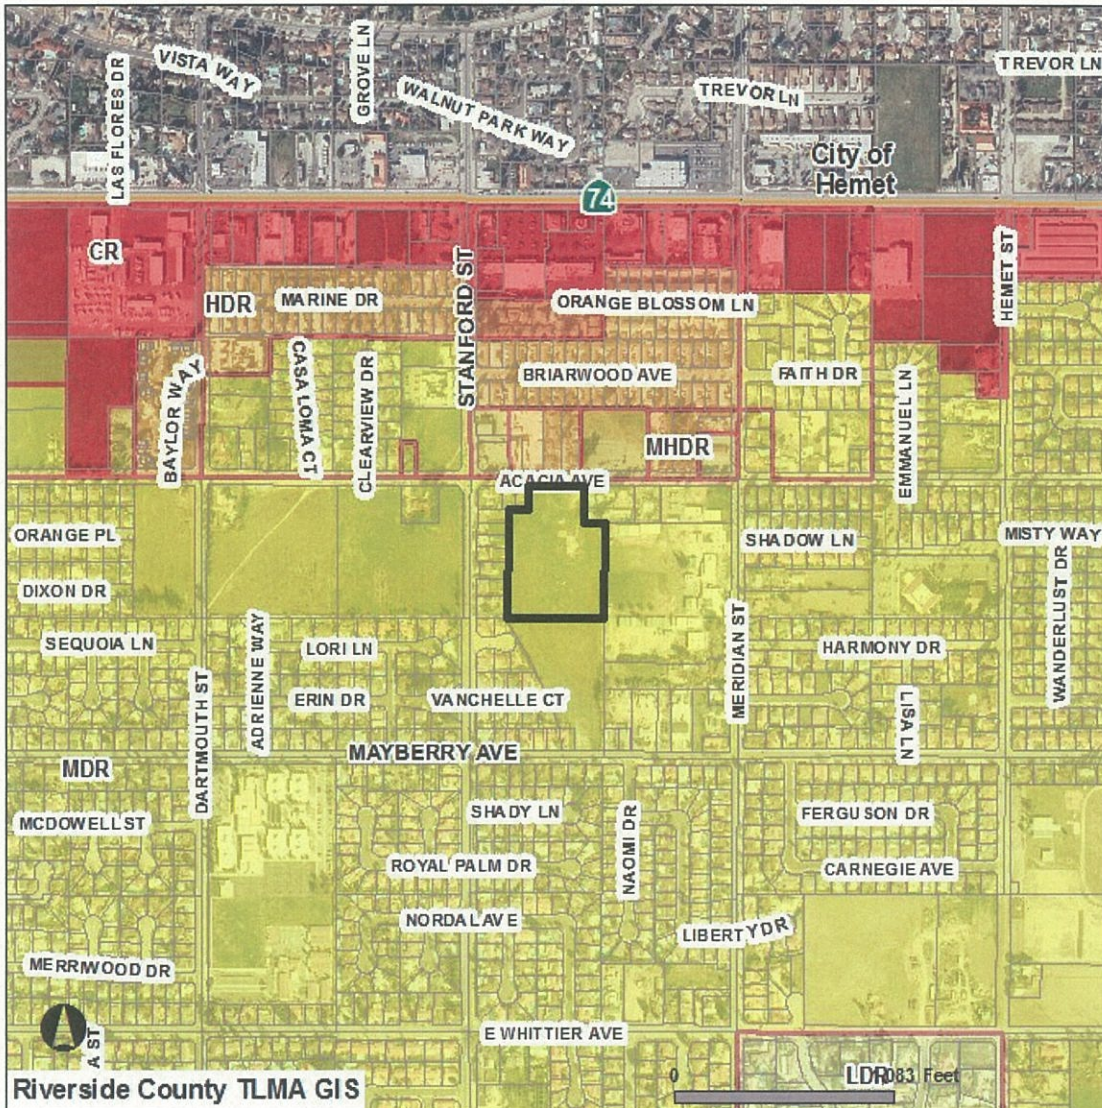 VISTA WAY
GROVE LN
TREVOR LN
LAS FLORES DR
WALNUT PARK WAY
TREVOR LN
City of
Hemet
74
CR
STANFORD ST
HEMET ST
HDR
MARINE DR
ORANGE BLOSSOM LN
BAYLOR WAY
CASA LOMA CT
CLEARVIEW DR
BRIARWOOD AVE
FAITH DR
EMMANUEL LN
MHDR
ACACIA AVE
ORANGE PL
SHADOW LN
MISTY WAY
DIXON DR
WANDERLUST DR
SEQUOIA LN
ADRIENNE WAY
LORI LN
MERIDIAN ST
HARMONY DR
ERIN DR
VANCHELLE CT
LISA LN
DARTMOUTH ST
MAYBERRY AVE
MDR
MCDOWELL ST
SHADY LN
NAOMI DR
FERGUSON DR
ROYAL PALM DR
CARNEGIE AVE
NORDAL AVE
LIBERTY DR
MERRIWOOD DR
E WHITTIER AVE
A ST
LDR
0
083 Feet
Riverside County TLMA GIS